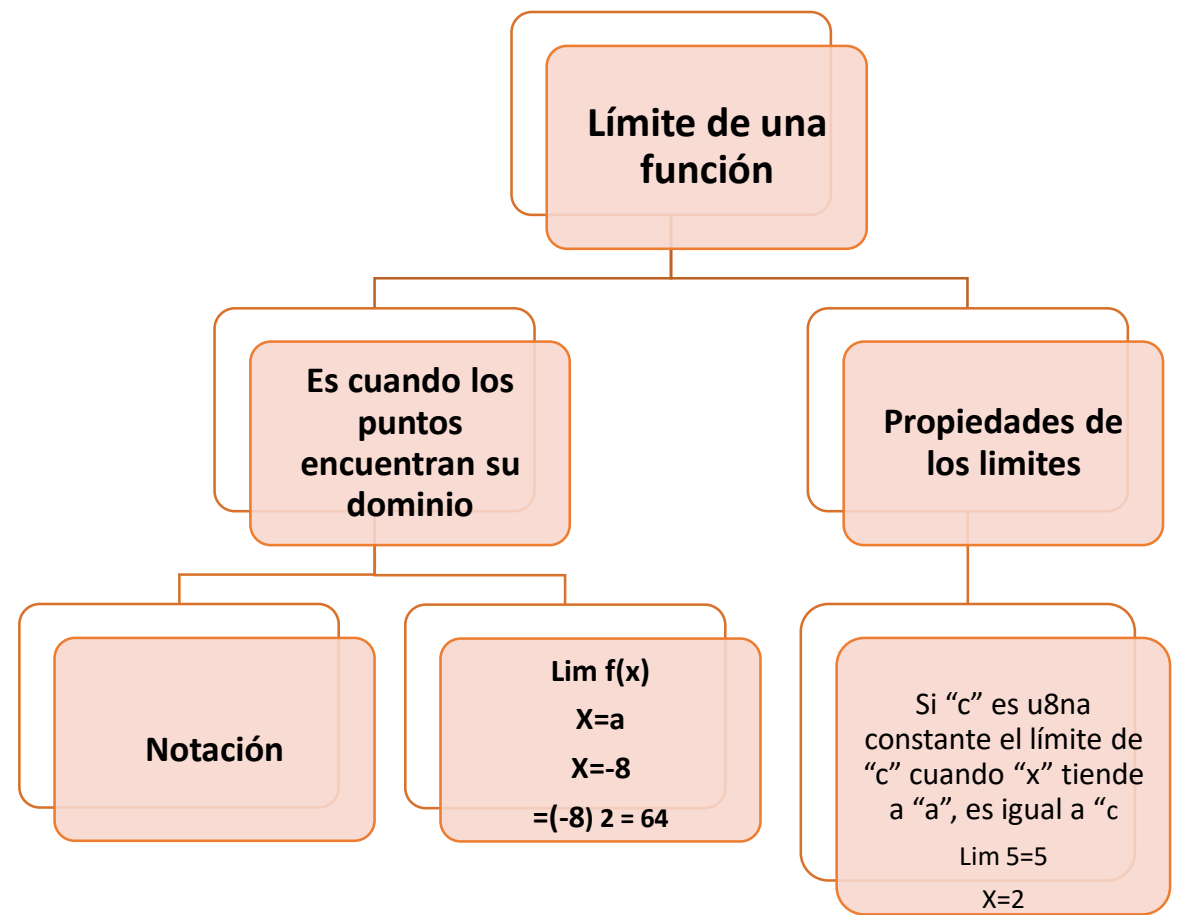 Límite de una
función
Es cuando los
puntos
encuentran su
dominio
Propiedades de
los limites
Notación
Lim f(x)
X=a
X=-8
=(-8) 2 = 64
Si “c” es u8na
constante el límite de
“c” cuando “x” tiende
a “a”, es igual a “c
Lim 5=5
X=2